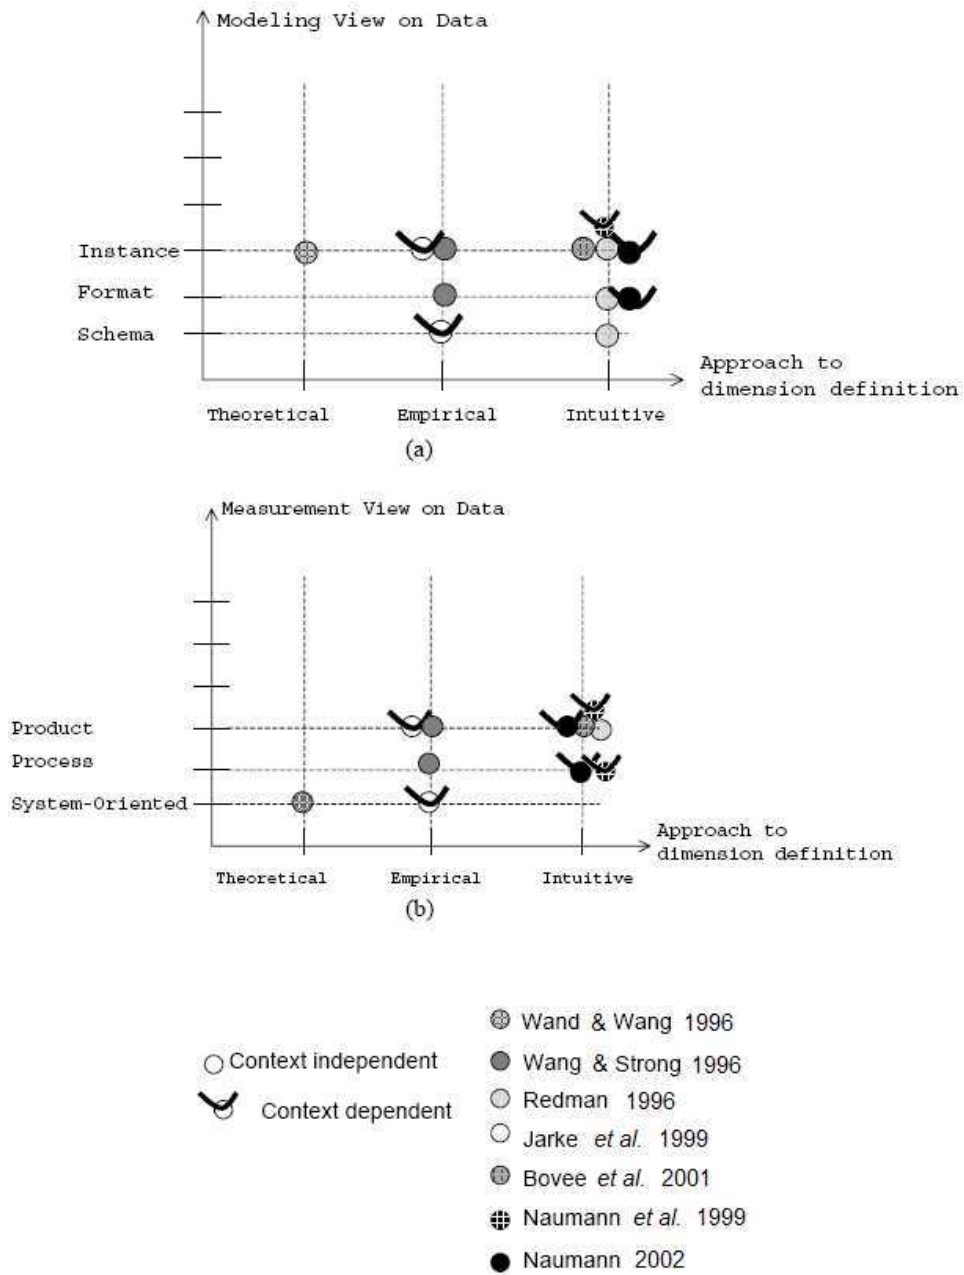 Modeling View on Data
Instance
Format
Schema
Approach to
dimension definition
Theoretical Empirical Intuitive
(a)
Measurement View on Data
Product
Process
System-Oriented
Approach to
dimension definition
Theoretical Empirical Intuitive
(b)
Context independent
Context dependent
Wand & Wang 1996
Wang & Strong 1996
Redman 1996
Jarke et al. 1999
Bovee et al. 2001
Naumann et al. 1999
Naumann 2002